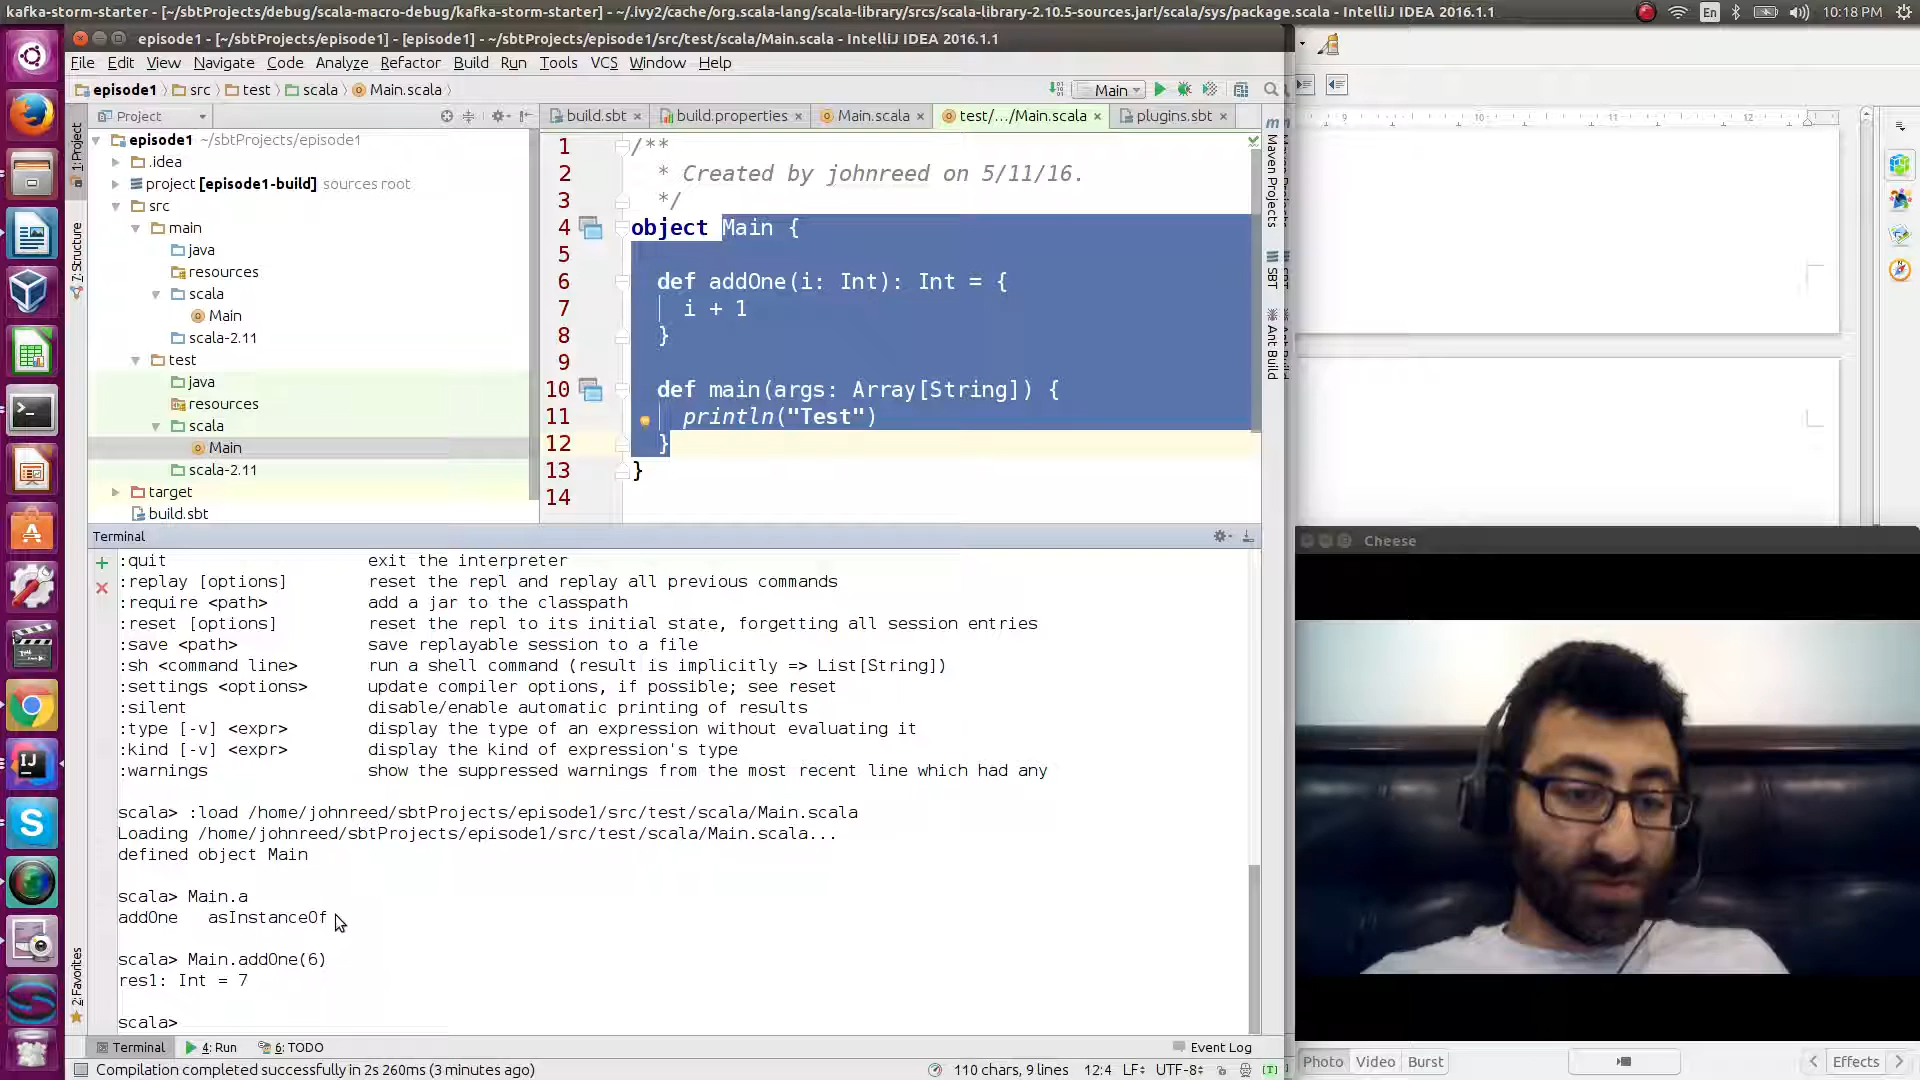 kafka-storm-starter - [~/sbtProjects/debug/scala-macro-debug/kafka-storm-starter] - ~/.ivy2/cache/org.scala-lang/scala-library/srcs/scala-library-2.10.5-sources.jar!/scala/sys/package.scala - IntelliJ IDEA 2016.1.1
En
10:18 PM
episode1 - [~/sbtProjects/episode1] - [episode1] - ~/sbtProjects/episode1/src/test/scala/Main.scala - IntelliJ IDEA 2016.1.1
File Edit View Navigate Code Analyze Refactor Build Run Tools VCS Window Help
episode1 src test scala Main.scala
Main
Project
build.sbt build.properties Main.scala test/.../Main.scala plugins.sbt
1: Project
7: Structure
2: Favorites
episode1 ~/sbtProjects/episode1
.idea
project [episode1-build] sources root
src
main
java
resources
scala
Main
scala-2.11
test
java
resources
scala
Main
scala-2.11
target
build.sbt
1 /**
2 * Created by johnreed on 5/11/16.
3 */
4 object Main {
5
6 def addOne(i: Int): Int = {
7 i + 1
8 }
9
10 def main(args: Array[String]) {
11 println("Test")
12 }
13 }
14
Maven Projects
SBT
Ant Build
9 10 11 12
Terminal
:quit exit the interpreter
:replay [options] reset the repl and replay all previous commands
:require <path> add a jar to the classpath
:reset [options] reset the repl to its initial state, forgetting all session entries
:save <path> save replayable session to a file
:sh <command line> run a shell command (result is implicitly => List[String])
:settings <options> update compiler options, if possible; see reset
:silent disable/enable automatic printing of results
:type [-v] <expr> display the type of an expression without evaluating it
:kind [-v] <expr> display the kind of expression's type
:warnings show the suppressed warnings from the most recent line which had any
scala> :load /home/johnreed/sbtProjects/episode1/src/test/scala/Main.scala
Loading /home/johnreed/sbtProjects/episode1/src/test/scala/Main.scala...
defined object Main
scala> Main.a
addOne asInstanceOf
scala> Main.addOne(6)
res1: Int = 7
scala>
Terminal 4: Run 6: TODO Event Log
Compilation completed successfully in 2s 260ms (3 minutes ago)
110 chars, 9 lines 12:4 LF UTF-8 [T]
Cheese
Photo Video Burst
Effects